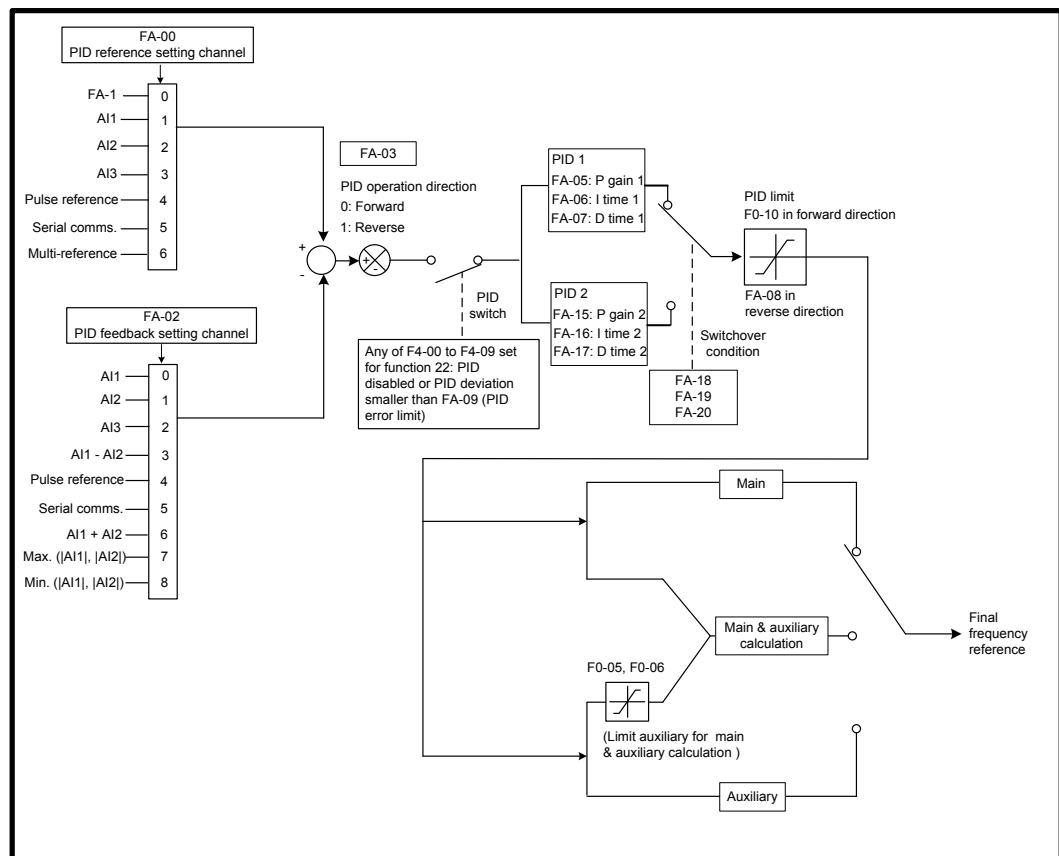 FA-00
PID reference setting channel
FA-1
0
AI1
1
AI2
2
AI3
3
Pulse reference
4
Serial comms.
5
Multi-reference
6
+
-
FA-03
PID operation direction
0: Forward
1: Reverse
+
-
PID
switch
Any of F4-00 to F4-09 set
for function 22: PID
disabled or PID deviation
smaller than FA-09 (PID
error limit)
PID 1
FA-05: P gain 1
FA-06: I time 1
FA-07: D time 1
PID 2
FA-15: P gain 2
FA-16: I time 2
FA-17: D time 2
Switchover
condition
FA-18
FA-19
FA-20
PID limit
F0-10 in forward direction
FA-08 in
reverse direction
FA-02
PID feedback setting channel
AI1
0
AI2
1
AI3
2
AI1 - AI2
3
Pulse reference
4
Serial comms.
5
AI1 + AI2
6
Max. (|AI1|, |AI2|)
7
Min. (|AI1|, |AI2|)
8
Main
Main & auxiliary
calculation
F0-05, F0-06
(Limit auxiliary for main
& auxiliary calculation )
Auxiliary
Final
frequency
reference